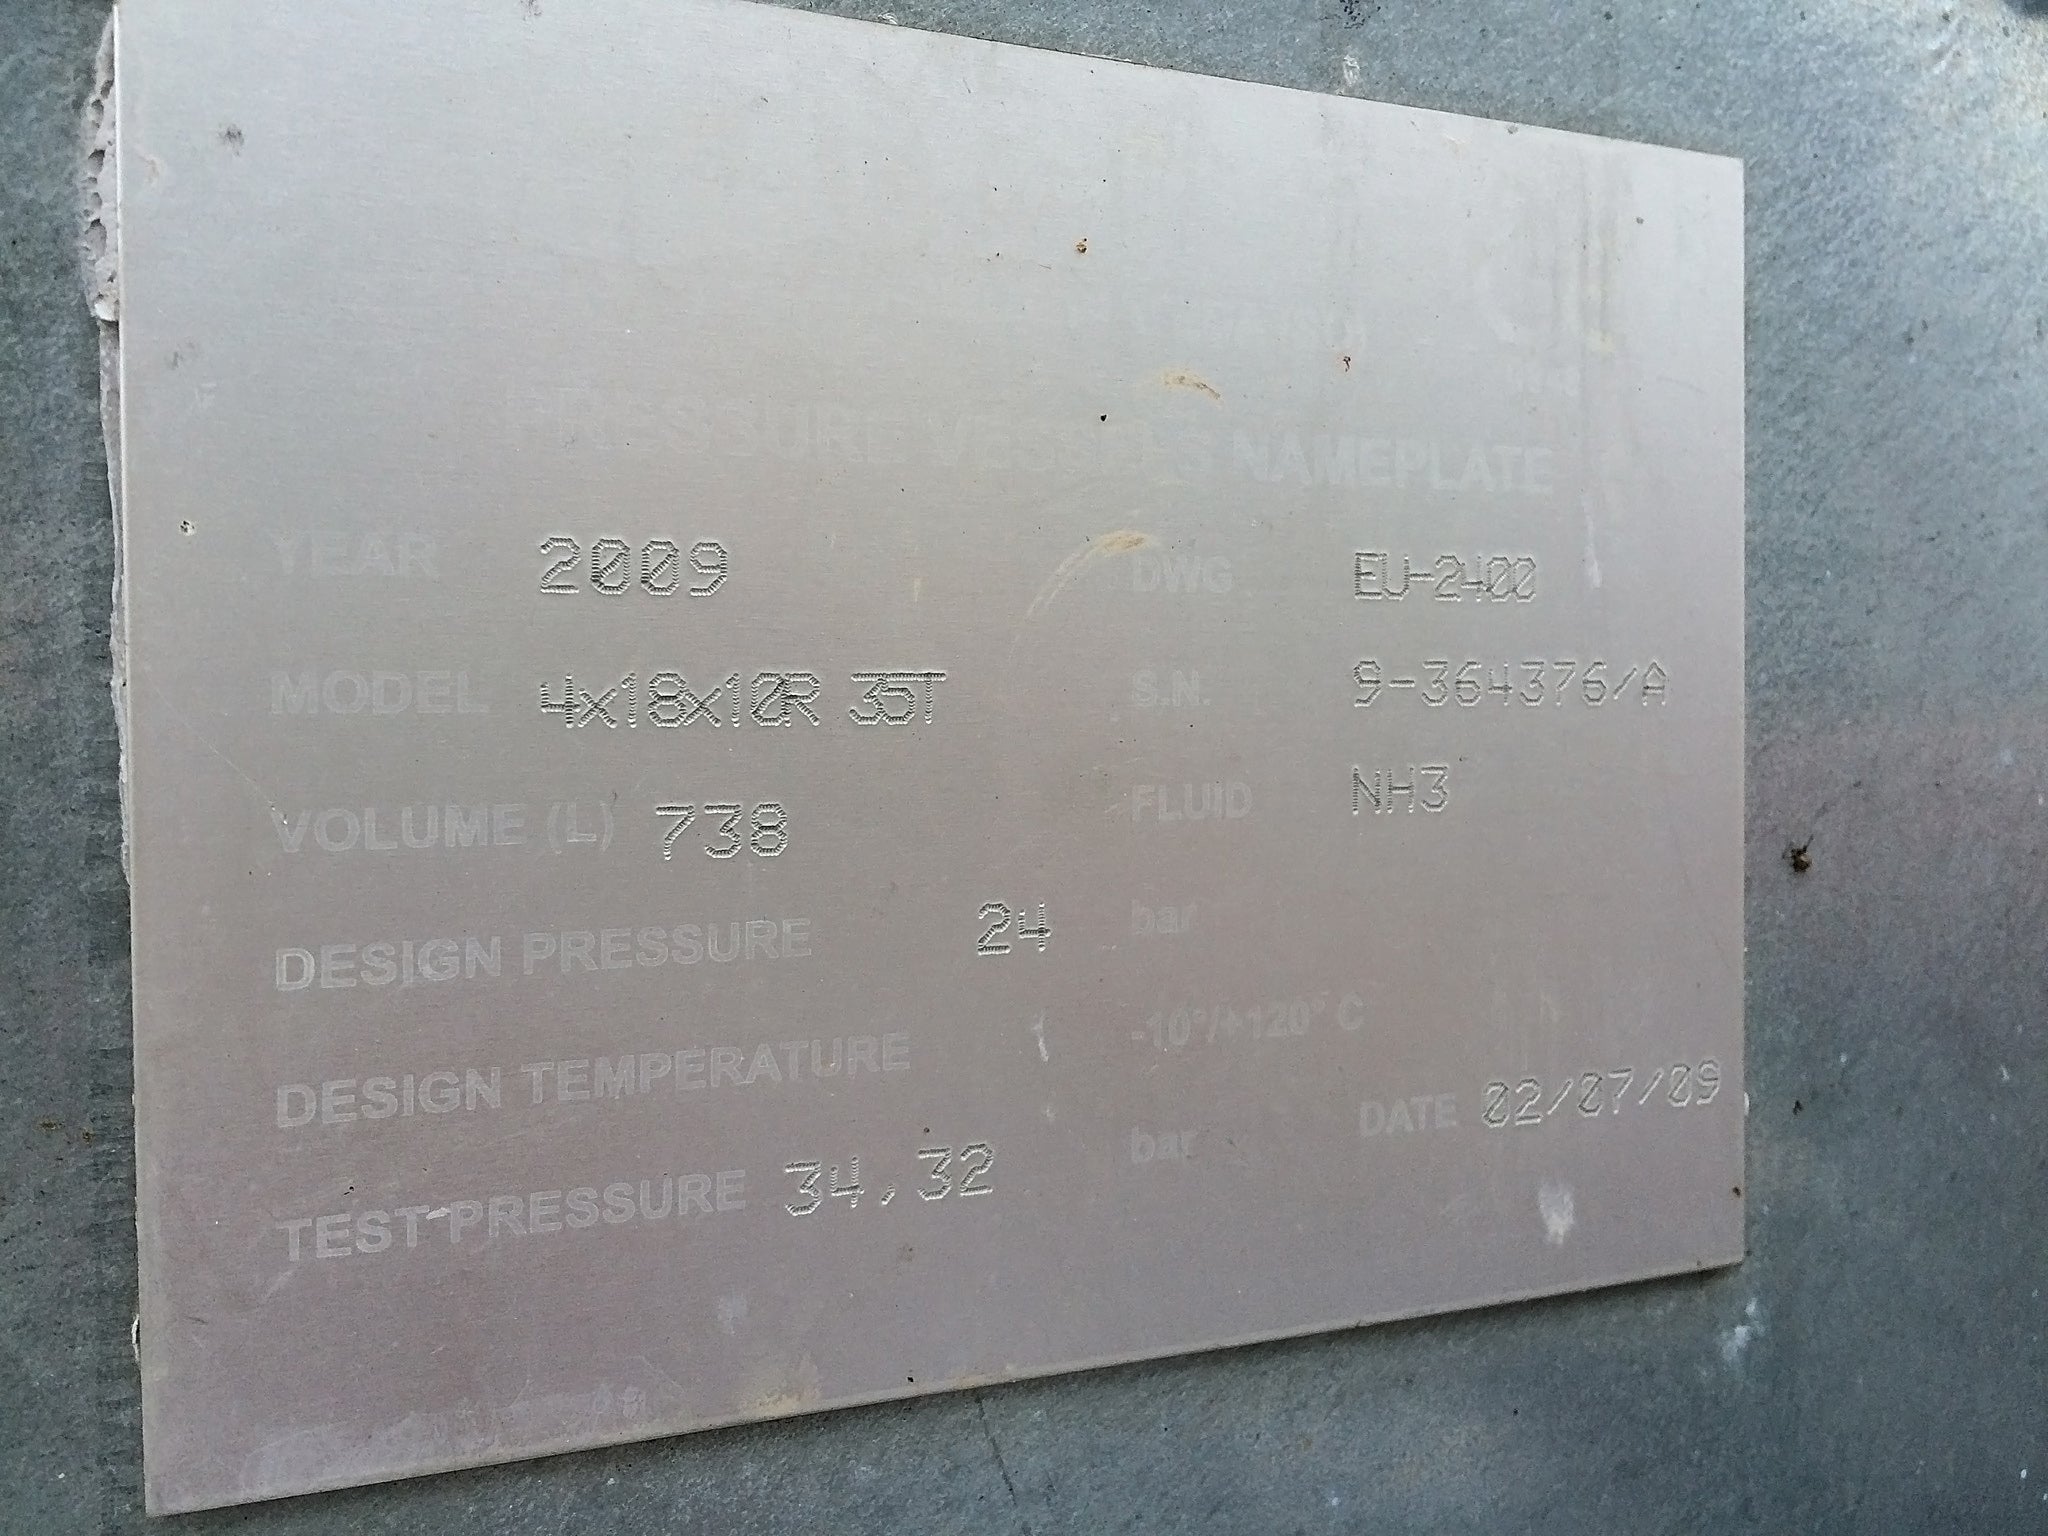 PRESSURE VESSELS NAMEPLATE
YEAR 2009 DWG EU-2400
MODEL 4x18x10R 35T S.N. 9-364376/A
VOLUME (L) 738 FLUID NH3
DESIGN PRESSURE 24 bar
DESIGN TEMPERATURE -10°/+120° C
TEST PRESSURE 34,32 bar DATE 02/07/09